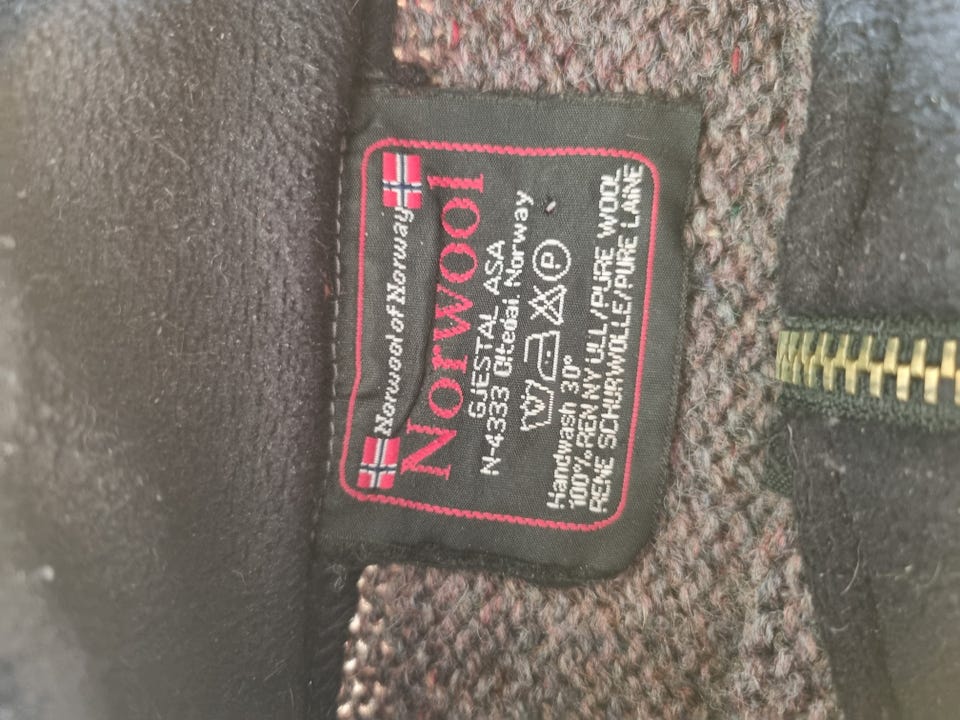 Norwool of Norway
Norwool
GJESTAL ASA
N-4333 Oltedal, Norway
P
Handwash 30°
100% REN NY ULL/PURE WOOL
REINE SCHURWOLLE/PURE LAINE